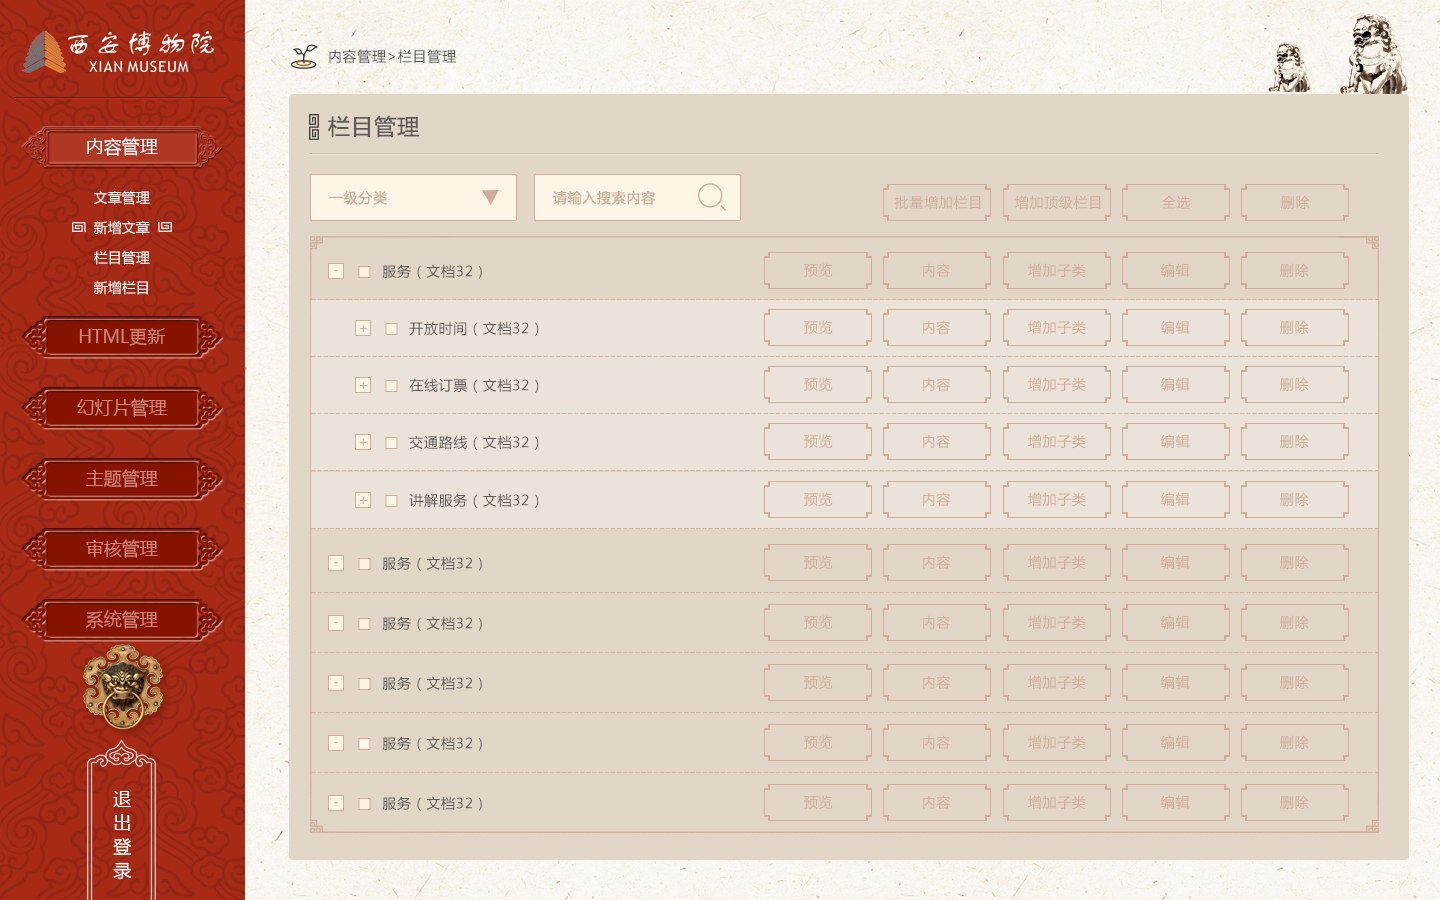 西安博物院
XIAN MUSEUM
内容管理
文章管理
新增文章
栏目管理
新增栏目
HTML更新
幻灯片管理
主题管理
审核管理
系统管理
退出登录
内容管理>栏目管理
栏目管理
一级分类
请输入搜索内容
批量增加栏目 增加顶级栏目 全选 删除
- 服务（文档32） 预览 内容 增加子类 编辑 删除
+ 开放时间（文档32） 预览 内容 增加子类 编辑 删除
+ 在线订票（文档32） 预览 内容 增加子类 编辑 删除
+ 交通路线（文档32） 预览 内容 增加子类 编辑 删除
+ 讲解服务（文档32） 预览 内容 增加子类 编辑 删除
- 服务（文档32） 预览 内容 增加子类 编辑 删除
- 服务（文档32） 预览 内容 增加子类 编辑 删除
- 服务（文档32） 预览 内容 增加子类 编辑 删除
- 服务（文档32） 预览 内容 增加子类 编辑 删除
- 服务（文档32） 预览 内容 增加子类 编辑 删除